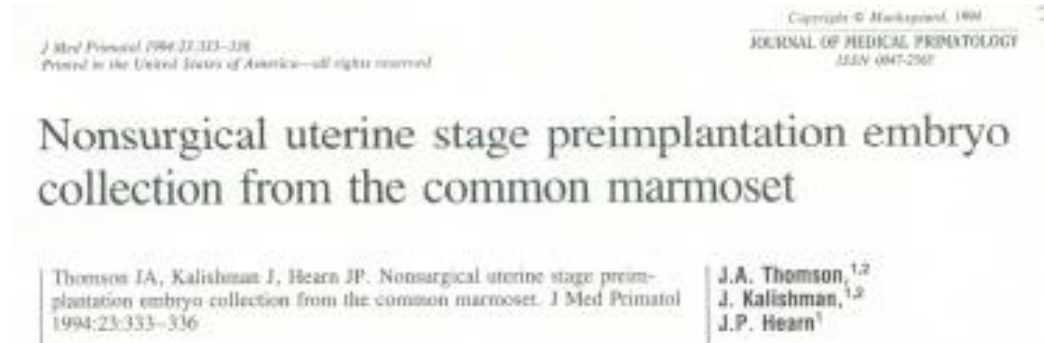 J Med Primatol 1994:23:333–336
Printed in the United States of America—all rights reserved
Copyright © Munksgaard, 1994
JOURNAL OF MEDICAL PRIMATOLOGY
ISSN 0047-2565
Nonsurgical uterine stage preimplantation embryo
collection from the common marmoset
Thomson JA, Kalishman J, Hearn JP. Nonsurgical uterine stage preim-
plantation embryo collection from the common marmoset. J Med Primatol
1994:23:333–336
J.A. Thomson,1,2
J. Kalishman,1,2
J.P. Hearn1